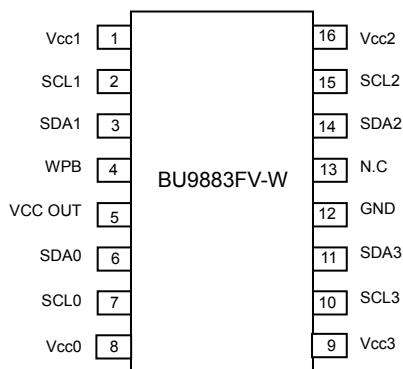 Vcc1 1 16 Vcc2
SCL1 2 15 SCL2
SDA1 3 14 SDA2
WPB 4 13 N.C
BU9883FV-W
VCC OUT 5 12 GND
SDA0 6 11 SDA3
SCL0 7 10 SCL3
Vcc0 8 9 Vcc3